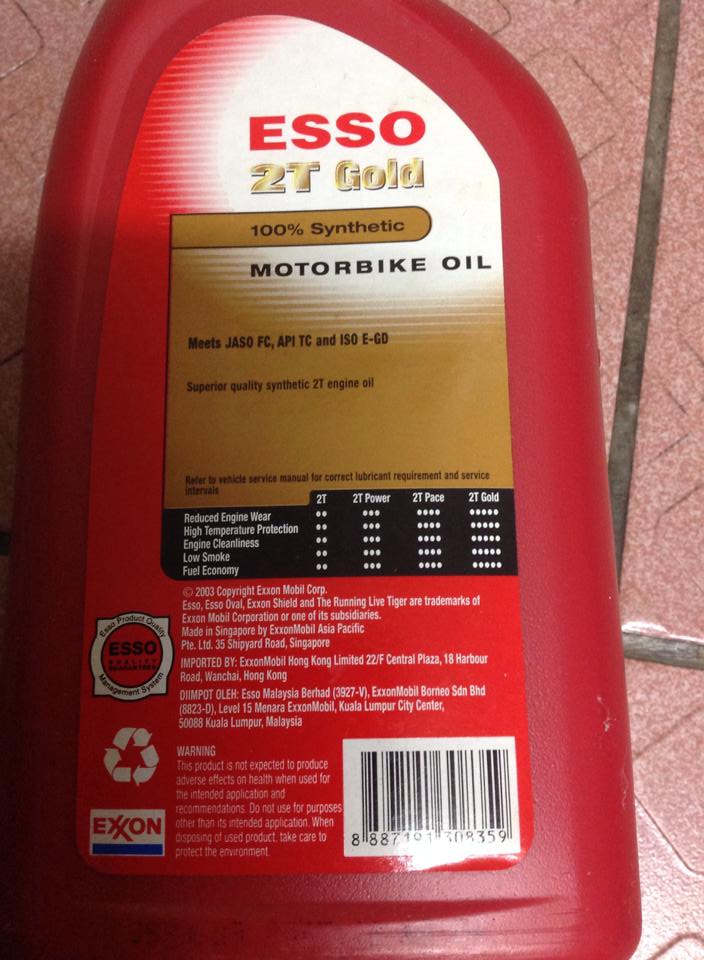 ESSO
2T Gold
100% Synthetic
MOTORBIKE OIL
Meets JASO FC, API TC and ISO E-GD
Superior quality synthetic 2T engine oil
Refer to vehicle service manual for correct lubricant requirement and service
intervals
2T 2T Power 2T Pace 2T Gold
Reduced Engine Wear •• ••• •••• •••••
High Temperature Protection •• ••• •••• •••••
Engine Cleanliness •• ••• •••• •••••
Low Smoke •• ••• •••• •••••
Fuel Economy •• ••• •••• •••••
© 2003 Copyright Exxon Mobil Corp.
Esso, Esso Oval, Exxon Shield and The Running Live Tiger are trademarks of
Exxon Mobil Corporation or one of its subsidiaries.
Made in Singapore by ExxonMobil Asia Pacific
Pte. Ltd. 35 Shipyard Road, Singapore
Esso Product Quality
ESSO
QUALITY
GUARANTEED
Management System
IMPORTED BY: ExxonMobil Hong Kong Limited 22/F Central Plaza, 18 Harbour
Road, Wanchai, Hong Kong
DIIMPOT OLEH: Esso Malaysia Berhad (3927-V), ExxonMobil Borneo Sdn Bhd
(8823-D), Level 15 Menara ExxonMobil, Kuala Lumpur City Center,
50088 Kuala Lumpur, Malaysia
WARNING
This product is not expected to produce
adverse effects on health when used for
the intended application and
recommendations. Do not use for purposes
other than its intended application. When
disposing of used product, take care to
protect the environment.
EXXON
8 887191 308359